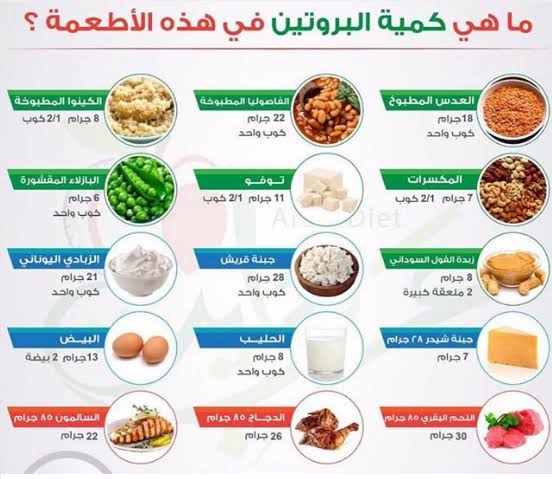 ما هي كمية البروتين في هذه الأطعمة ؟
العدس المطبوخ
18 جرام
كوب واحد
الفاصوليا المطبوخة
22 جرام
كوب واحد
الكينوا المطبوخة
8 جرام 2/1 كوب
المكسرات
7 جرام 2/1 كوب
توفو
11 جرام 2/1 كوب
البازلاء المقشورة
6 جرام
كوب واحد
زبدة الفول السوداني
8 جرام
2 ملعقة كبيرة
جبنة قريش
28 جرام
كوب واحد
الزبادي اليوناني
21 جرام
كوب واحد
جبنة شيدر ٢٨ جرام
7 جرام
الحليب
8 جرام
كوب واحد
البيض
13جرام 2 بيضة
اللحم البقري ٨٥ جرام
30 جرام
الدجاج ٨٥ جرام
26 جرام
السالمون ٨٥ جرام
22 جرام
Diet